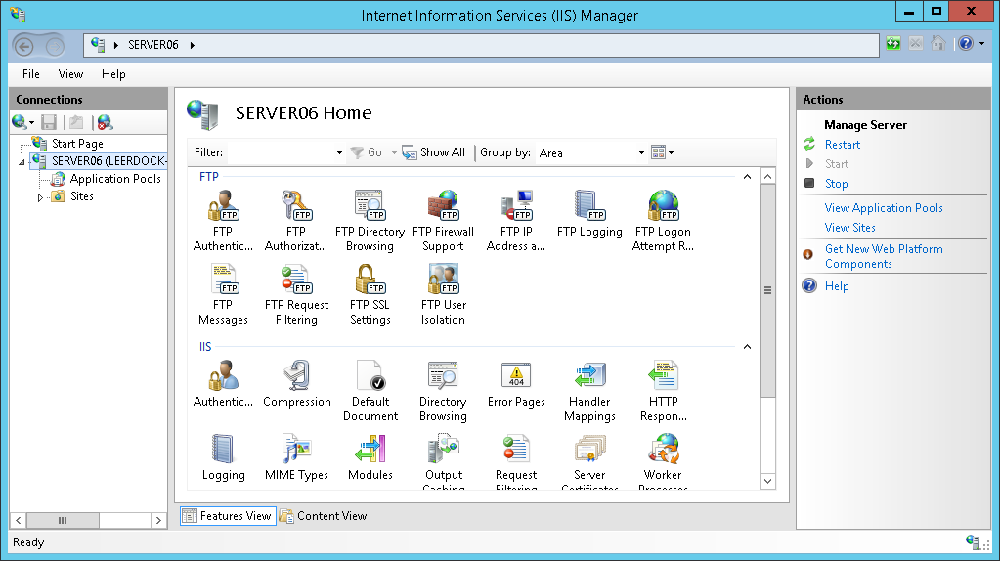 Internet Information Services (IIS) Manager
SERVER06
File View Help
Connections
Start Page
SERVER06 (LEERDOCK-
Application Pools
Sites
SERVER06 Home
Filter: Go Show All Group by: Area
FTP
FTP Authentic...
FTP Authorizat...
FTP Directory Browsing
FTP Firewall Support
FTP IP Address a...
FTP Logging
FTP Logon Attempt R...
FTP Messages
FTP Request Filtering
FTP SSL Settings
FTP User Isolation
IIS
Authentic...
Compression
Default Document
Directory Browsing
Error Pages
Handler Mappings
HTTP Respon...
Logging
MIME Types
Modules
Output Caching
Request Filtering
Server Certificates
Worker Processes
Features View Content View
Actions
Manage Server
Restart
Start
Stop
View Application Pools
View Sites
Get New Web Platform
Components
Help
Ready